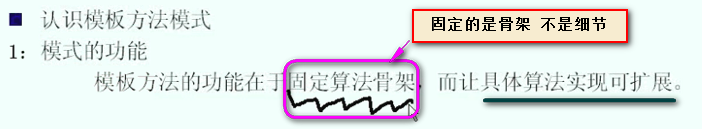 认识模板方法模式
固定的是骨架 不是细节
1：模式的功能
模板方法的功能在于固定算法骨架，而让具体算法实现可扩展。